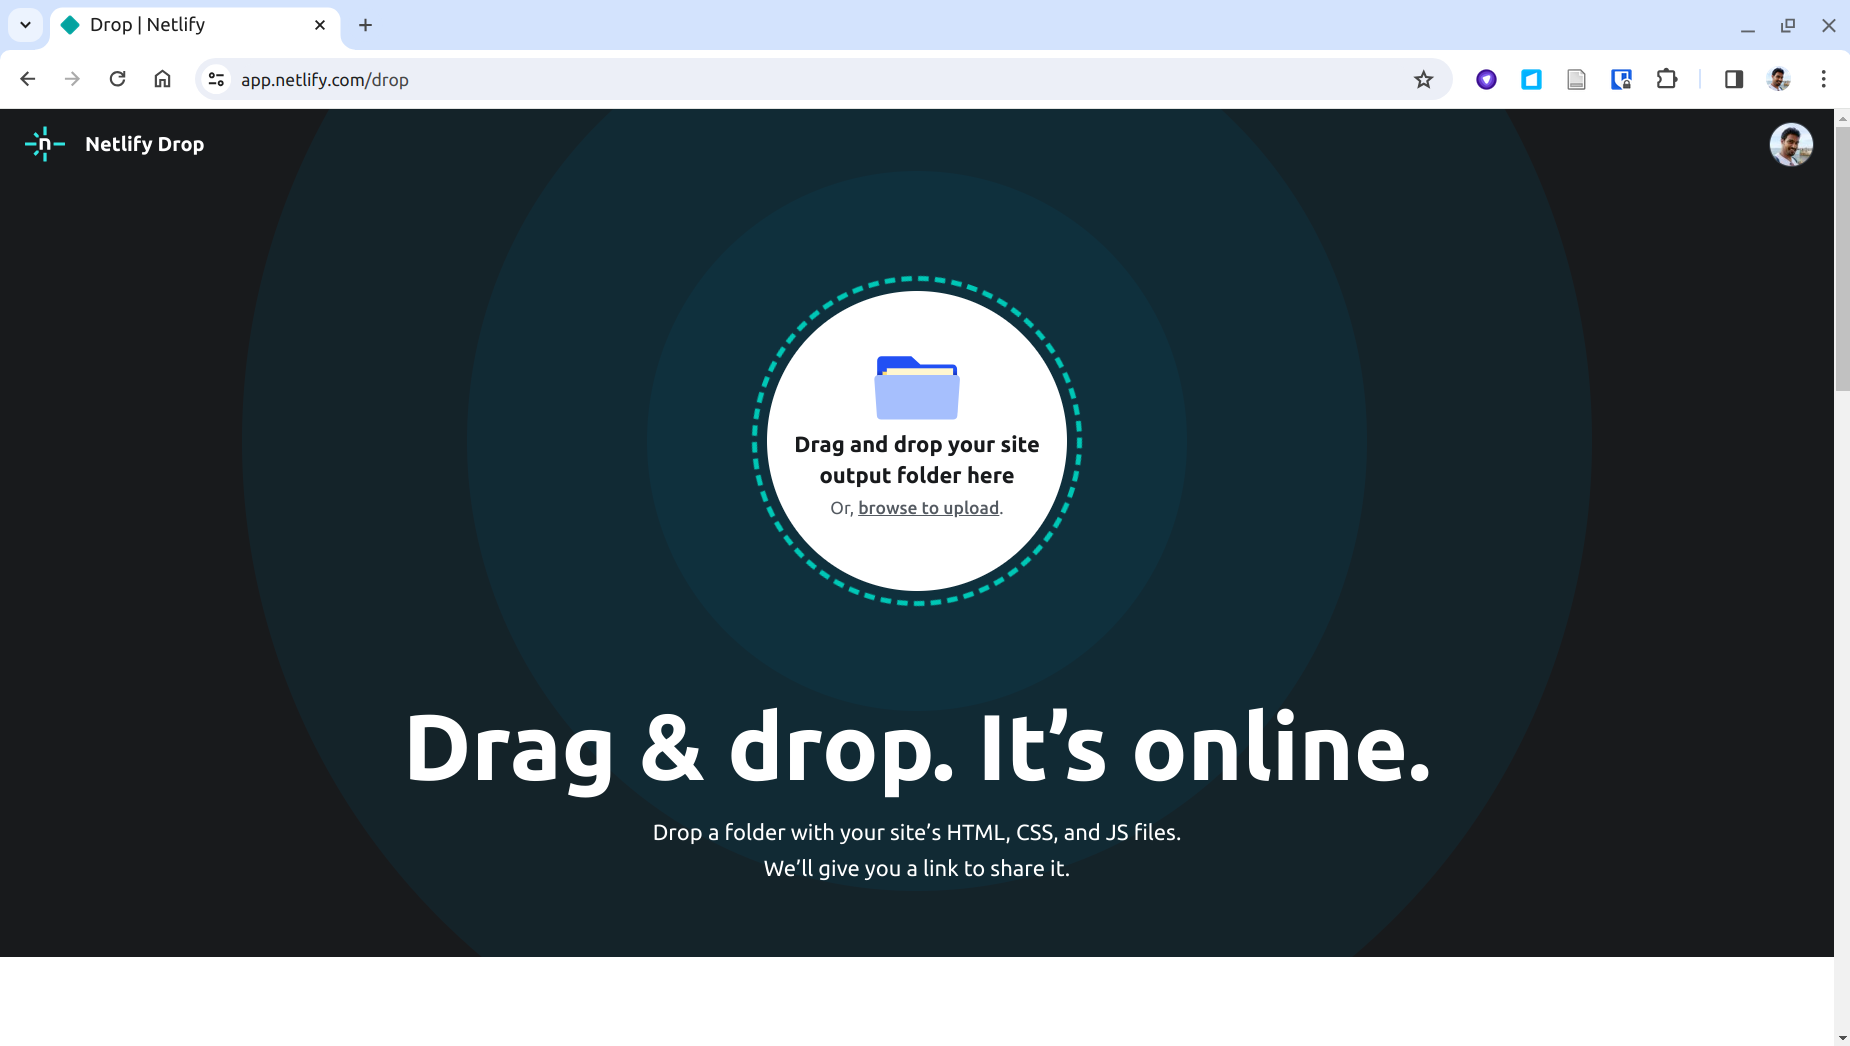 Drop | Netlify
app.netlify.com/drop
n
Netlify Drop
Drag and drop your site
output folder here
Or, browse to upload.
Drag & drop. It’s online.
Drop a folder with your site’s HTML, CSS, and JS files.
We’ll give you a link to share it.